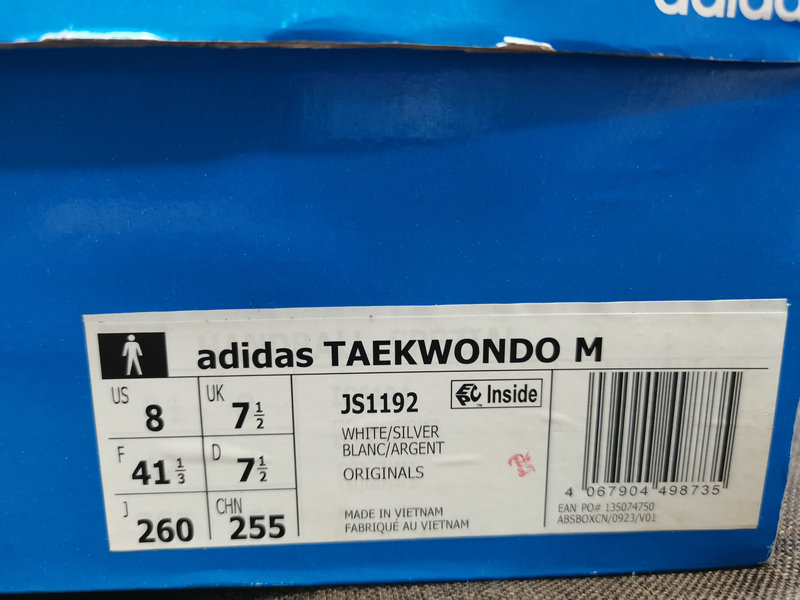 adidas
adidas TAEKWONDO M
US 8 UK 7 1/2
F 41 1/3 D 7 1/2
J 260 CHN 255
JS1192
Inside
WHITE/SILVER
BLANC/ARGENT
ORIGINALS
MADE IN VIETNAM
FABRIQUÉ AU VIETNAM
4 067904 498735
EAN PO# 135074750
ABSBOXCN/0923/V01